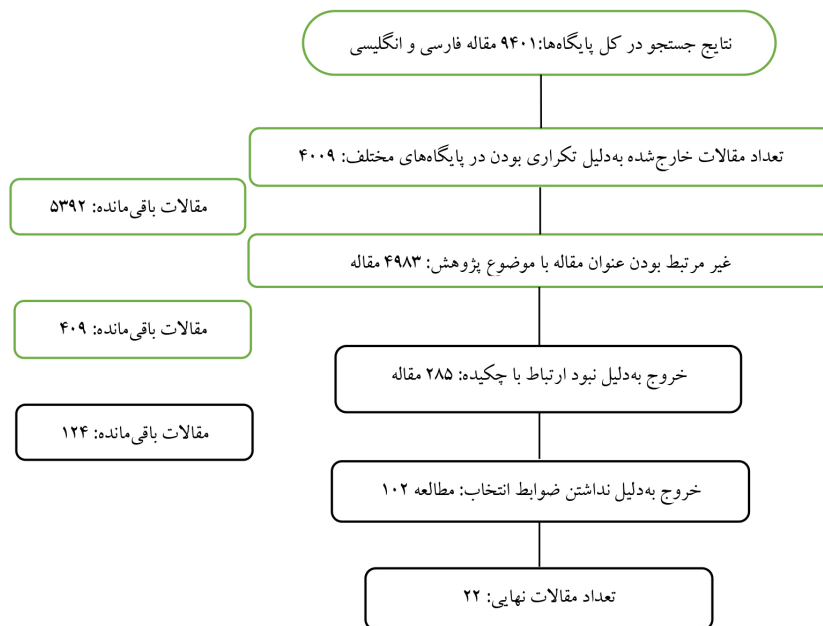 نتایج جستجو در کل پایگاه‌ها:۹۴۰۱ مقاله فارسی و انگلیسی
تعداد مقالات خارج‌شده به‌دلیل تکراری بودن در پایگاه‌های مختلف: ۴۰۰۹
مقالات باقی‌مانده: ۵۳۹۲
غیر مرتبط بودن عنوان مقاله با موضوع پژوهش: ۴۹۸۳ مقاله
مقالات باقی‌مانده: ۴۰۹
خروج به‌دلیل نبود ارتباط با چکیده: ۲۸۵ مقاله
مقالات باقی‌مانده: ۱۲۴
خروج به‌دلیل نداشتن ضوابط انتخاب: مطالعه ۱۰۲
تعداد مقالات نهایی: ۲۲